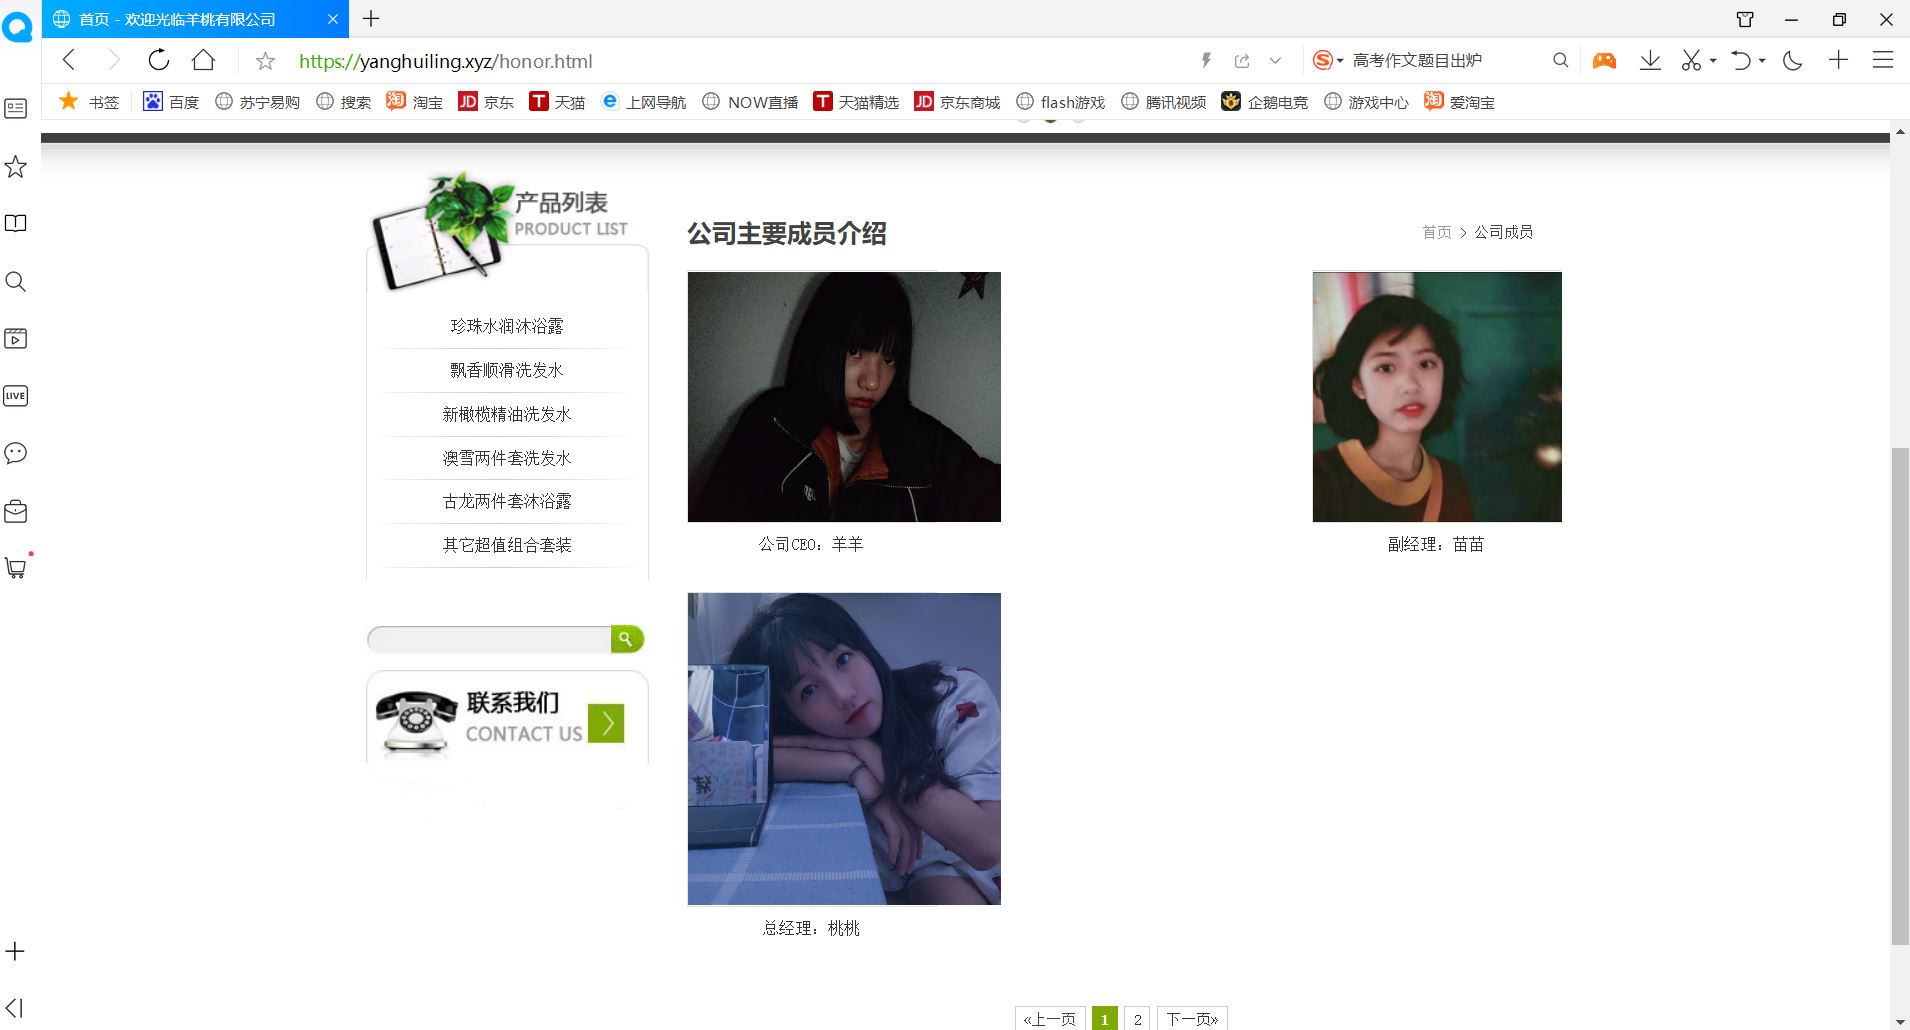 首页 - 欢迎光临羊桃有限公司
https://yanghuiling.xyz/honor.html
高考作文题目出炉
书签 百度 苏宁易购 搜索 淘宝 京东 天猫 上网导航 NOW直播 天猫精选 京东商城 flash游戏 腾讯视频 企鹅电竞 游戏中心 爱淘宝
LIVE
产品列表
PRODUCT LIST
珍珠水润沐浴露
飘香顺滑洗发水
新橄榄精油洗发水
澳雪两件套洗发水
古龙两件套沐浴露
其它超值组合套装
联系我们
CONTACT US
公司主要成员介绍
首页 > 公司成员
公司CEO：羊羊
副经理：苗苗
总经理：桃桃
«上一页 1 2 下一页»